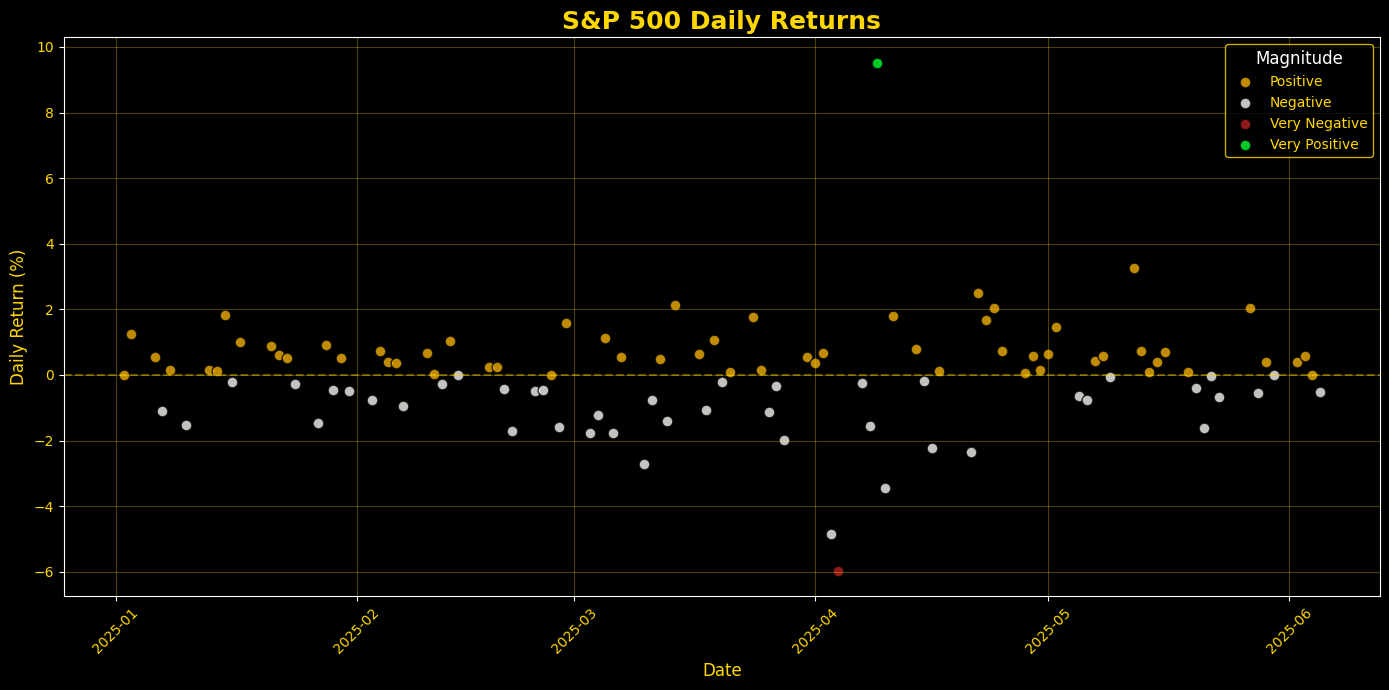 S&P 500 Daily Returns
Daily Return (%)
10
8
6
4
2
0
−2
−4
−6
Magnitude
Positive
Negative
Very Negative
Very Positive
2025-01
2025-02
2025-03
2025-04
2025-05
2025-06
Date